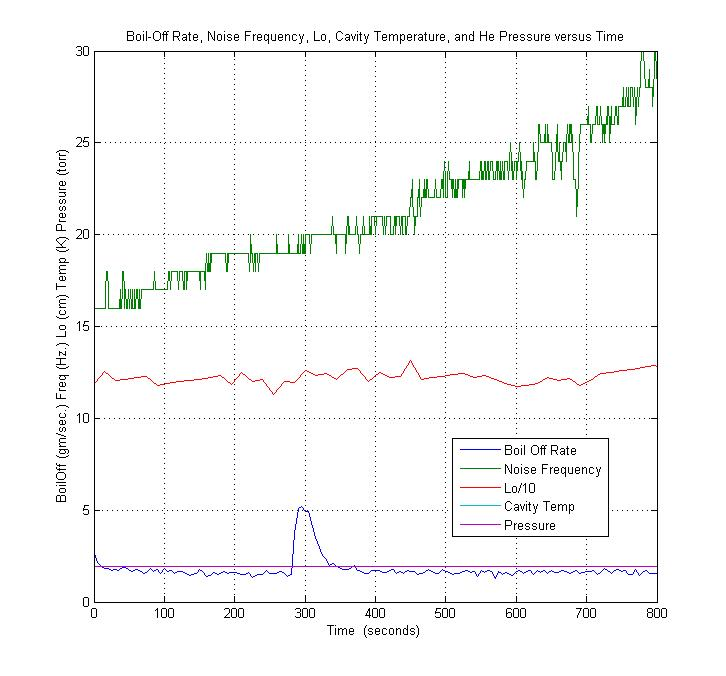 Boil-Off Rate, Noise Frequency, Lo, Cavity Temperature, and He Pressure versus Time
30
25
20
15
10
5
0
BoilOff (gm/sec.) Freq (Hz.) Lo (cm) Temp (K) Pressure (torr)
Boil Off Rate
Noise Frequency
Lo/10
Cavity Temp
Pressure
0 100 200 300 400 500 600 700 800
Time (seconds)